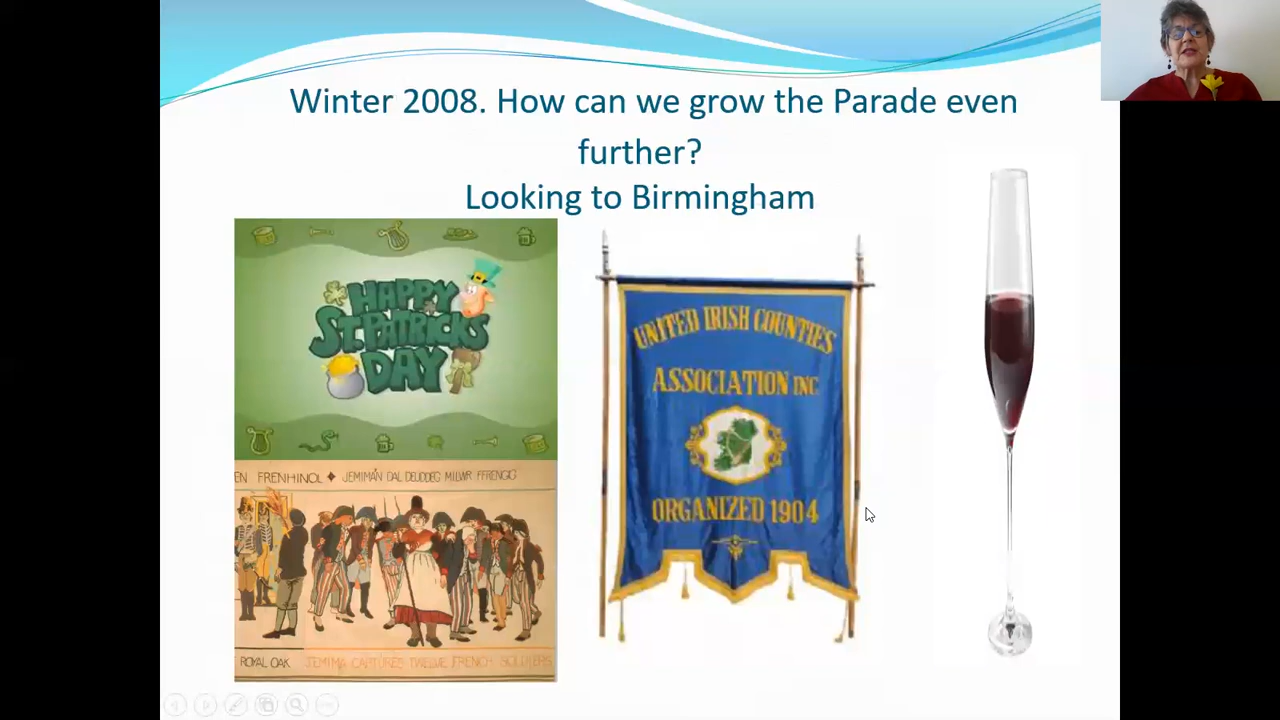 Winter 2008. How can we grow the Parade even
further?
Looking to Birmingham
HAPPY
ST. PATRICKS
DAY
EN FRENHINOL ✦ JEMIMAN DAL DEUDDEG MILWR FFRENGIG
ROYAL OAK JEMIMA CAPTURES TWELVE FRENCH SOLDIERS
UNITED IRISH COUNTIES
ASSOCIATION INC
ORGANIZED 1904